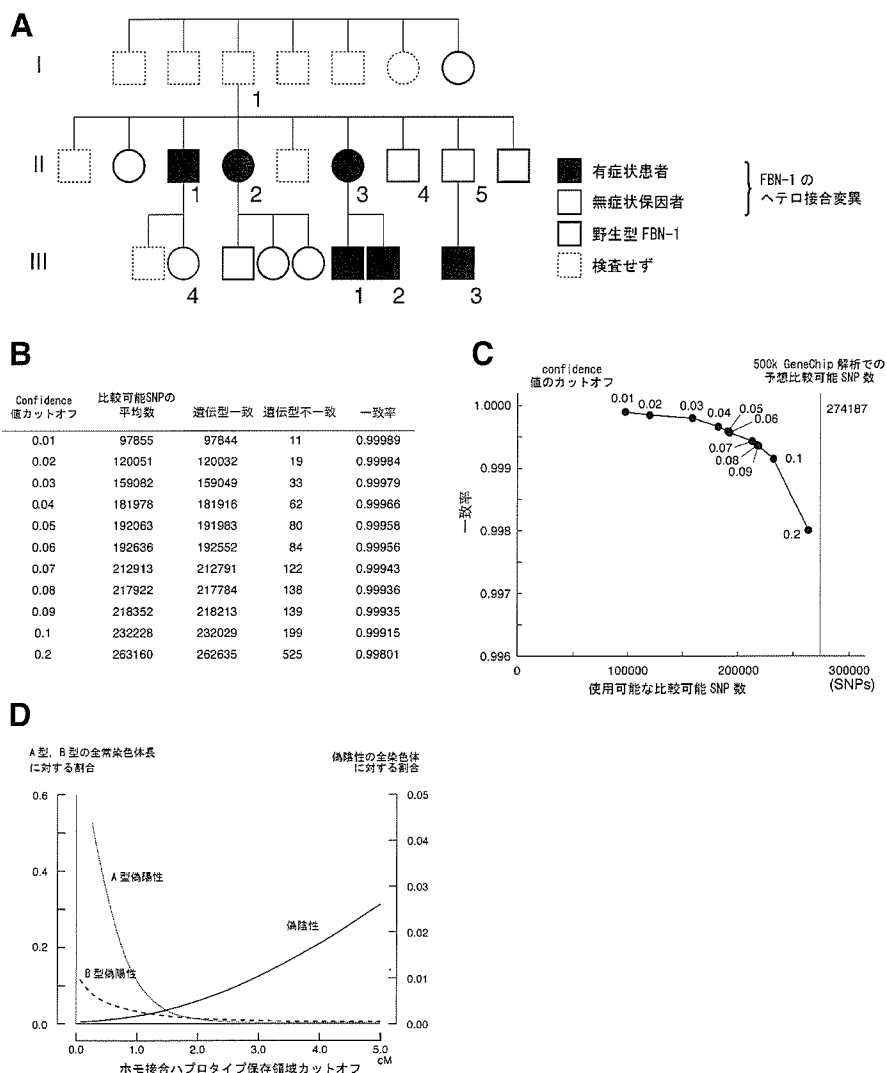 A
I
1
II
1
2
3
4
5
III
4
1
2
3
有症状患者
無症状保因者
野生型 FBN-1
検査せず
FBN-1 の
ヘテロ接合変異
B
Confidence
値カットオフ
比較可能SNPの
平均数
遺伝型一致
遺伝型不一致
一致率
0.01 97855 97844 11 0.99989
0.02 120051 120032 19 0.99984
0.03 159082 159049 33 0.99979
0.04 181978 181916 62 0.99966
0.05 192063 191983 80 0.99958
0.06 192636 192552 84 0.99956
0.07 212913 212791 122 0.99943
0.08 217922 217784 138 0.99936
0.09 218352 218213 139 0.99935
0.1 232228 232029 199 0.99915
0.2 263160 262635 525 0.99801
C
confidence
値のカットオフ
500k GeneChip 解析での
予想比較可能 SNP 数
274187
1.0000
0.999
0.998
0.997
0.996
一致率
0.01
0.02
0.03
0.04
0.05
0.06
0.07
0.08
0.09
0.1
0.2
0
100000
200000
300000
(SNPs)
使用可能な比較可能 SNP 数
D
A型, B型の全常染色体長
に対する割合
偽陰性の全染色体
に対する割合
0.6
0.4
0.2
0.0
0.05
0.04
0.03
0.02
0.01
0.00
A型偽陽性
B型偽陽性
偽陰性
0.0
1.0
2.0
3.0
4.0
5.0
cM
ホモ接合ハプロタイプ保存領域カットオフ